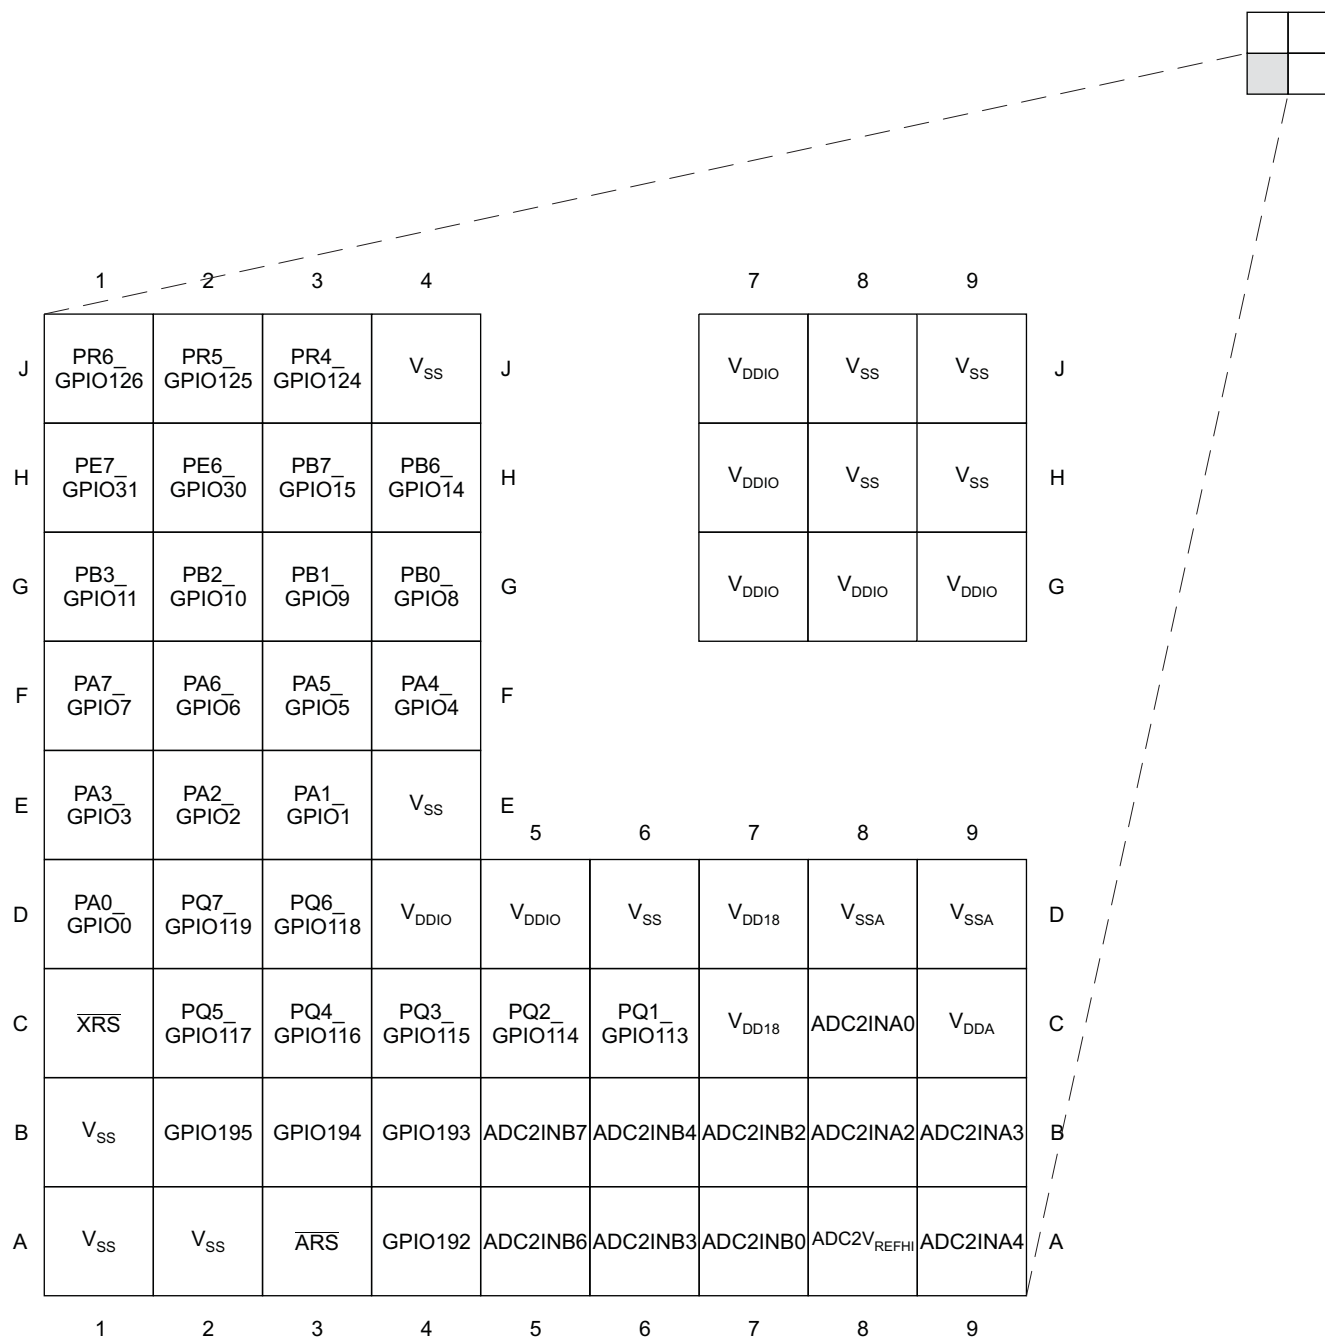 1 2 3 4 7 8 9
J PR6_ PR5_ PR4_ VSS J VDDIO VSS VSS J
GPIO126 GPIO125 GPIO124
H PE7_ PE6_ PB7_ PB6_ H VDDIO VSS VSS H
GPIO31 GPIO30 GPIO15 GPIO14
G PB3_ PB2_ PB1_ PB0_ G VDDIO VDDIO VDDIO G
GPIO11 GPIO10 GPIO9 GPIO8
F PA7_ PA6_ PA5_ PA4_ F
GPIO7 GPIO6 GPIO5 GPIO4
E PA3_ PA2_ PA1_ VSS E
GPIO3 GPIO2 GPIO1
5 6 7 8 9
D PA0_ PQ7_ PQ6_ VDDIO VDDIO VSS VDD18 VSSA VSSA D
GPIO0 GPIO119 GPIO118
C XRS PQ5_ PQ4_ PQ3_ PQ2_ PQ1_ VDD18 ADC2INA0 VDDA C
GPIO117 GPIO116 GPIO115 GPIO114 GPIO113
B VSS GPIO195 GPIO194 GPIO193 ADC2INB7 ADC2INB4 ADC2INB2 ADC2INA2 ADC2INA3 B
A VSS VSS ARS GPIO192 ADC2INB6 ADC2INB3 ADC2INB0 ADC2VREFHI ADC2INA4 A
1 2 3 4 5 6 7 8 9